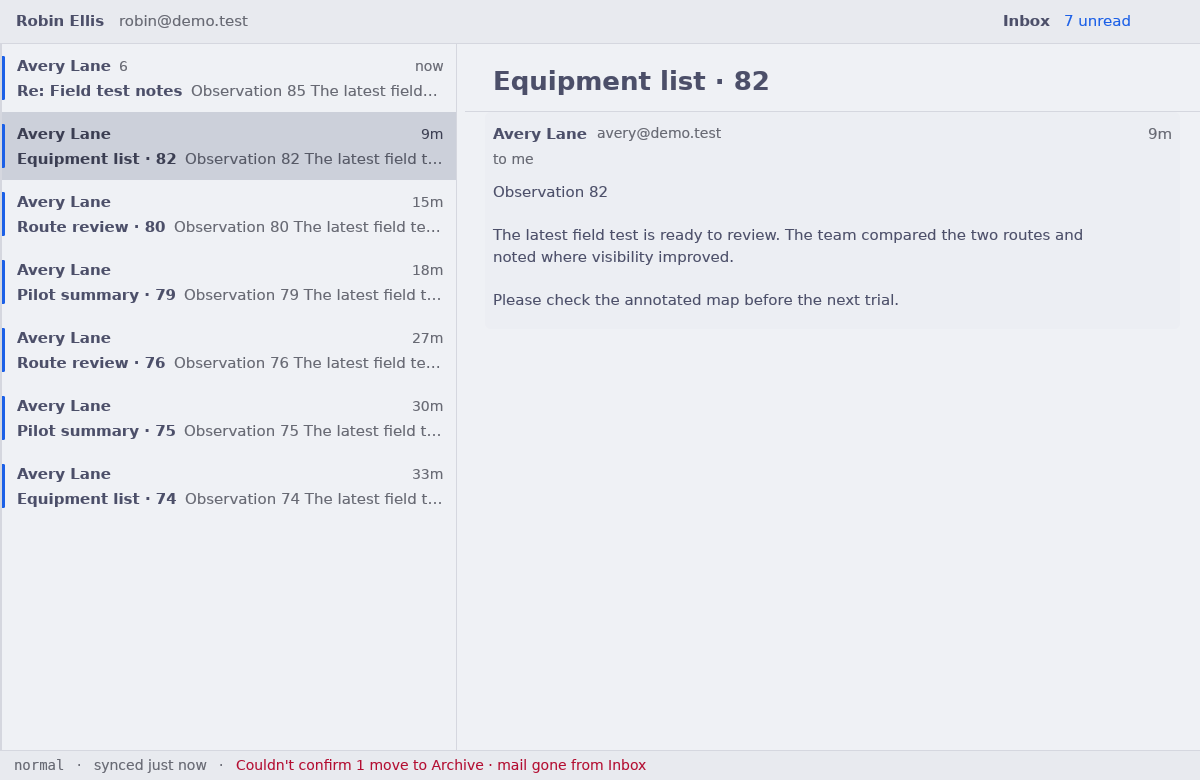 Robin Ellis robin@demo.test Inbox 7 unread
Avery Lane 6 now
Re: Field test notes Observation 85 The latest field…
Avery Lane 9m
Equipment list · 82 Observation 82 The latest field t…
Avery Lane 15m
Route review · 80 Observation 80 The latest field te…
Avery Lane 18m
Pilot summary · 79 Observation 79 The latest field t…
Avery Lane 27m
Route review · 76 Observation 76 The latest field te…
Avery Lane 30m
Pilot summary · 75 Observation 75 The latest field t…
Avery Lane 33m
Equipment list · 74 Observation 74 The latest field t…
Equipment list · 82
Avery Lane avery@demo.test 9m
to me
Observation 82
The latest field test is ready to review. The team compared the two routes and
noted where visibility improved.
Please check the annotated map before the next trial.
normal · synced just now · Couldn't confirm 1 move to Archive · mail gone from Inbox